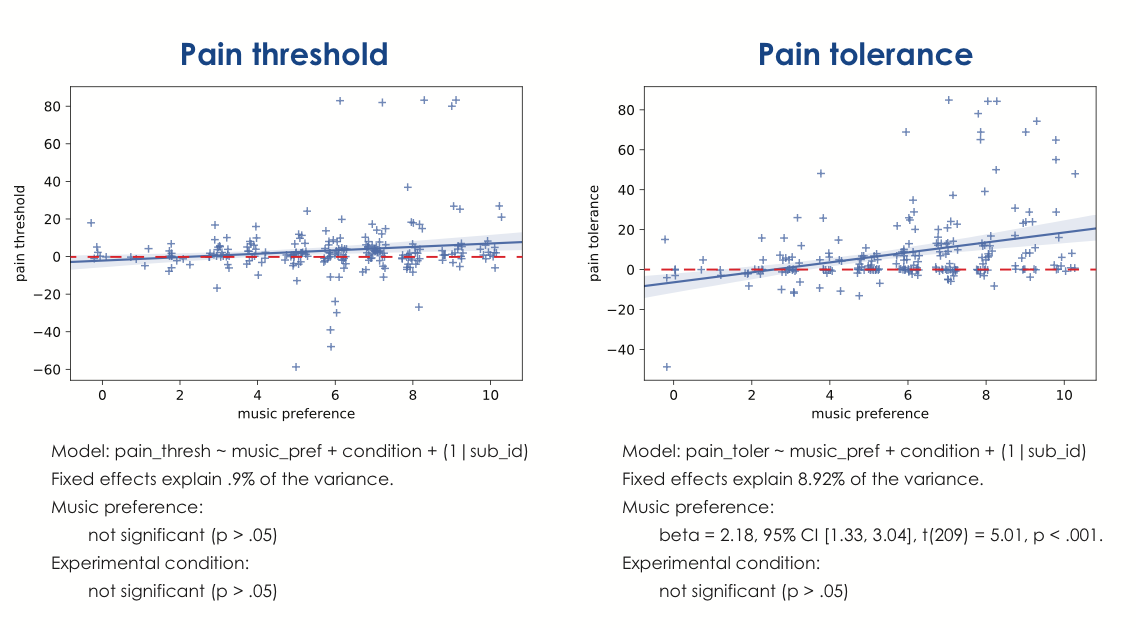 Pain threshold
80
60
40
20
0
−20
−40
−60
pain threshold
0 2 4 6 8 10
music preference
Model: pain_thresh ~ music_pref + condition + (1|sub_id)
Fixed effects explain .9% of the variance.
Music preference:
not significant (p > .05)
Experimental condition:
not significant (p > .05)
Pain tolerance
80
60
40
20
0
−20
−40
pain tolerance
0 2 4 6 8 10
music preference
Model: pain_toler ~ music_pref + condition + (1|sub_id)
Fixed effects explain 8.92% of the variance.
Music preference:
beta = 2.18, 95% CI [1.33, 3.04], t(209) = 5.01, p < .001.
Experimental condition:
not significant (p > .05)